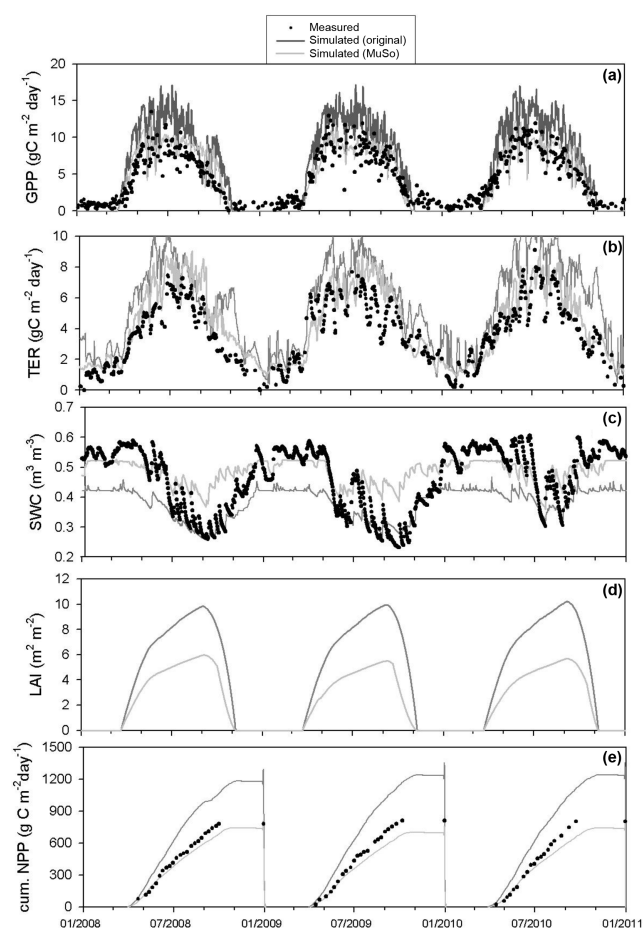 Measured
Simulated (original)
Simulated (MuSo)
(a)
GPP (gC m⁻² day⁻¹)
20
15
10
5
0
(b)
TER (gC m⁻² day⁻¹)
10
8
6
4
2
0
(c)
SWC (m³ m⁻³)
0.7
0.6
0.5
0.4
0.3
0.2
(d)
LAI (m² m⁻²)
12
10
8
6
4
2
0
(e)
cum. NPP (g C m⁻²day⁻¹)
1500
1200
900
600
300
0
01/2008 07/2008 01/2009 07/2009 01/2010 07/2010 01/2011